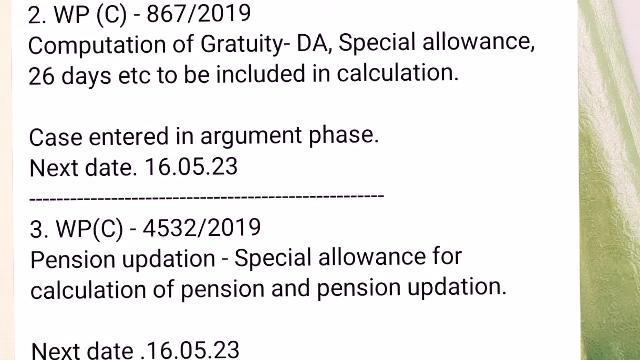 2. WP (C) - 867/2019
Computation of Gratuity- DA, Special allowance,
26 days etc to be included in calculation.
Case entered in argument phase.
Next date. 16.05.23
-----------------------------------------------------
3. WP(C) - 4532/2019
Pension updation - Special allowance for
calculation of pension and pension updation.
Next date .16.05.23